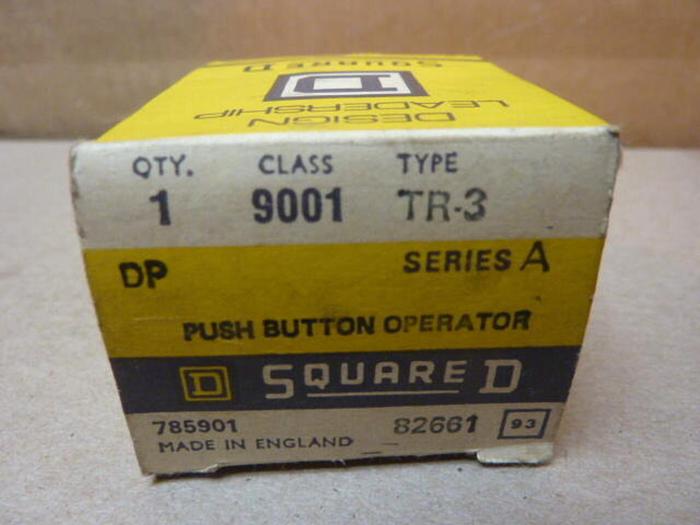 SQUARE D
D
DESIGN
LEADERSHIP
QTY. CLASS TYPE
1 9001 TR-3
DP SERIES A
PUSH BUTTON OPERATOR
D SQUARE D
785901 82661 93
MADE IN ENGLAND